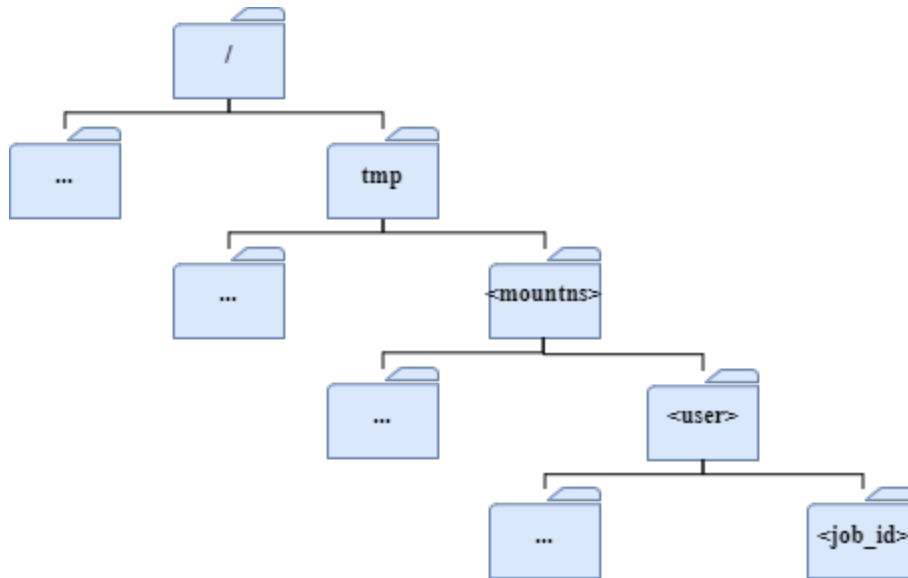 /
...
tmp
...
<mountns>
...
<user>
...
<job_id>